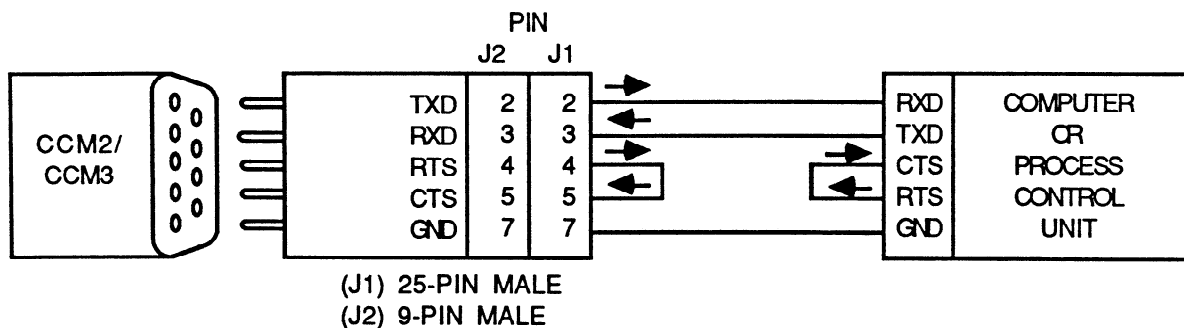 PIN
J2 J1
CCM2/
CCM3
TXD 2 2
RXD 3 3
RTS 4 4
CTS 5 5
GND 7 7
RXD COMPUTER
TXD OR
CTS PROCESS
RTS CONTROL
GND UNIT
(J1) 25-PIN MALE
(J2) 9-PIN MALE